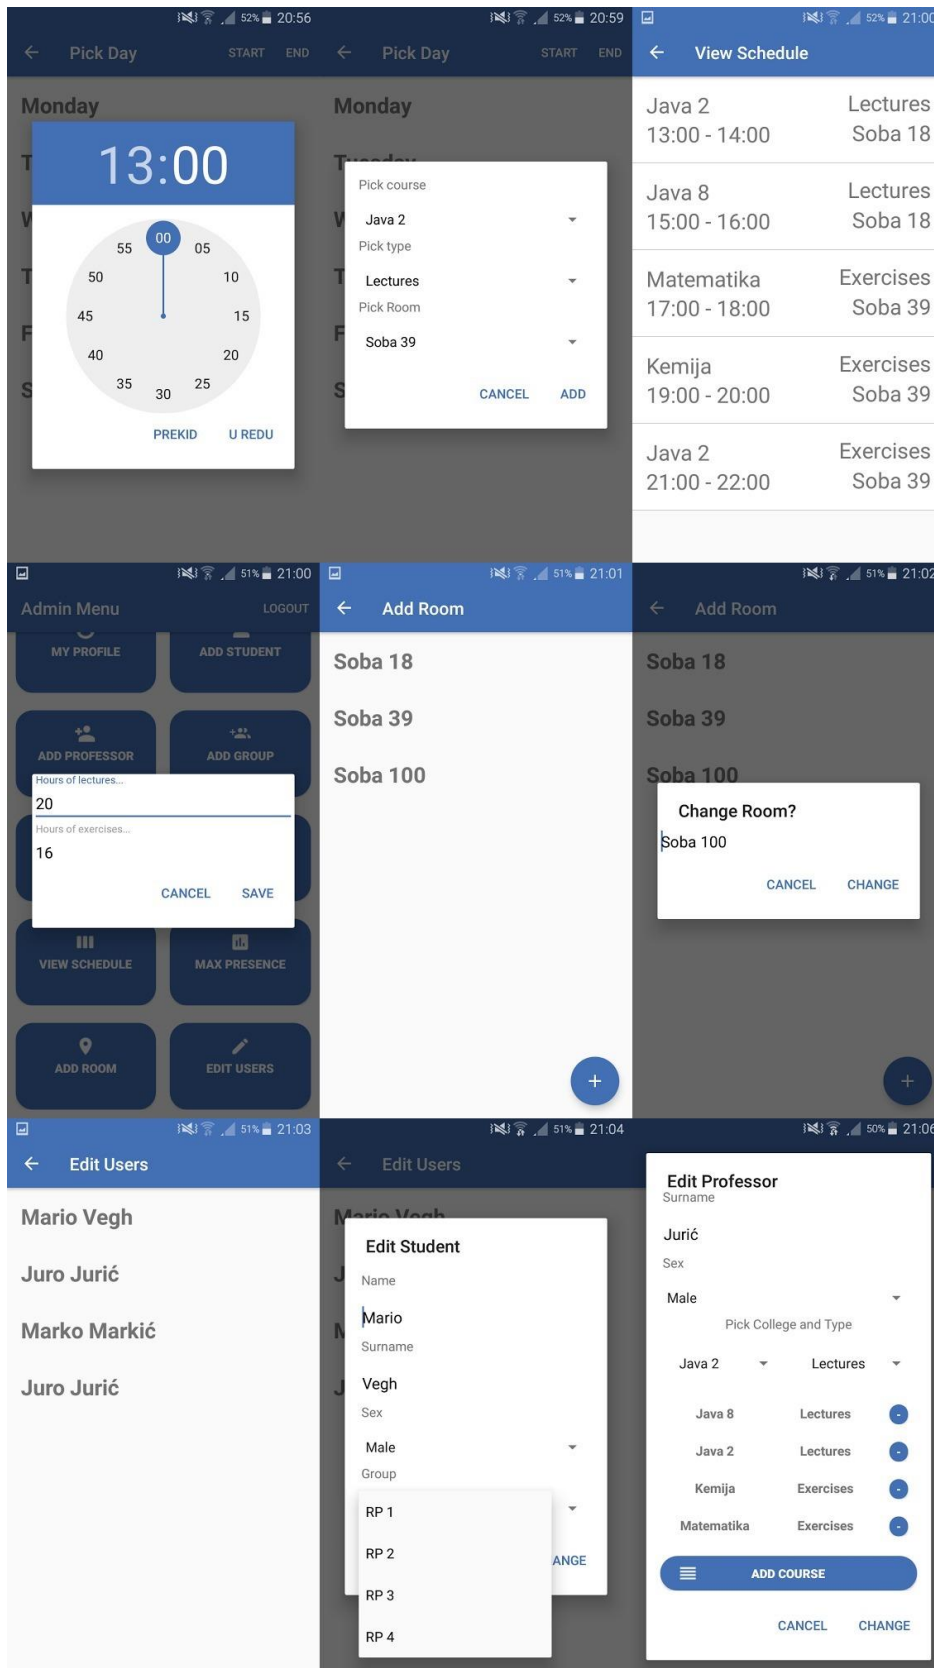 52% 20:56
Pick Day START END
Monday
T
W
T
F
S
13:00
00
05
10
15
20
25
30
35
40
45
50
55
PREKID U REDU
52% 20:59
Pick Day START END
Monday
Tuesday
W
T
F
S
Pick course
Java 2
Pick type
Lectures
Pick Room
Soba 39
CANCEL ADD
52% 21:00
View Schedule
Java 2 Lectures
13:00 - 14:00 Soba 18
Java 8 Lectures
15:00 - 16:00 Soba 18
Matematika Exercises
17:00 - 18:00 Soba 39
Kemija Exercises
19:00 - 20:00 Soba 39
Java 2 Exercises
21:00 - 22:00 Soba 39
51% 21:00
Admin Menu LOGOUT
MY PROFILE ADD STUDENT
ADD PROFESSOR ADD GROUP
Hours of lectures...
20
Hours of exercises...
16
CANCEL SAVE
VIEW SCHEDULE MAX PRESENCE
ADD ROOM EDIT USERS
51% 21:01
Add Room
Soba 18
Soba 39
Soba 100
+
51% 21:02
Add Room
Soba 18
Soba 39
Soba 100
Change Room?
Soba 100
CANCEL CHANGE
+
51% 21:03
Edit Users
Mario Vegh
Juro Jurić
Marko Markić
Juro Jurić
51% 21:04
Edit Users
Mario Vegh
J
M
J
Edit Student
Name
Mario
Surname
Vegh
Sex
Male
Group
RP 1
RP 2
RP 3
RP 4
ANGE
50% 21:06
Edit Professor
Surname
Jurić
Sex
Male
Pick College and Type
Java 2 Lectures
Java 8 Lectures -
Java 2 Lectures -
Kemija Exercises -
Matematika Exercises -
ADD COURSE
CANCEL CHANGE